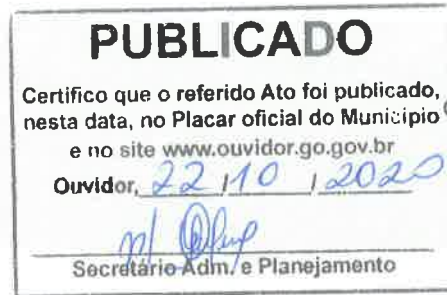 PUBLICADO
Certifico que o referido Ato foi publicado,
nesta data, no Placar oficial do Município
e no site www.ouvidor.go.gov.br
Ouvidor, 22 / 10 / 2020
Secretário Adm. e Planejamento